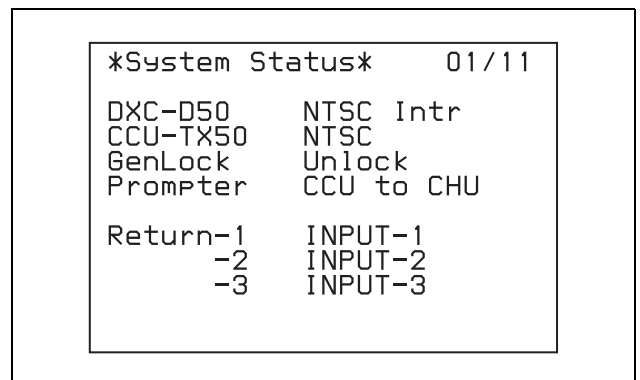 *System Status* 01/11
DXC-D50 NTSC Intr
CCU-TX50 NTSC
GenLock Unlock
Prompter CCU to CHU
Return-1 INPUT-1
-2 INPUT-2
-3 INPUT-3